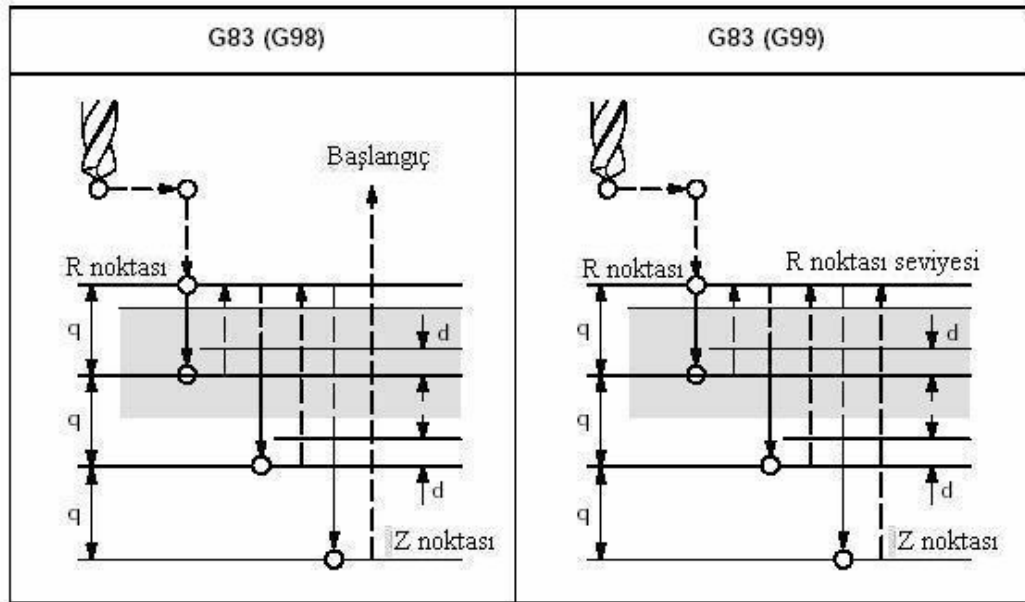 G83 (G98)
Başlangıç
R noktası
q
d
q
d
q
Z noktası
G83 (G99)
R noktası
R noktası seviyesi
q
d
q
d
q
Z noktası